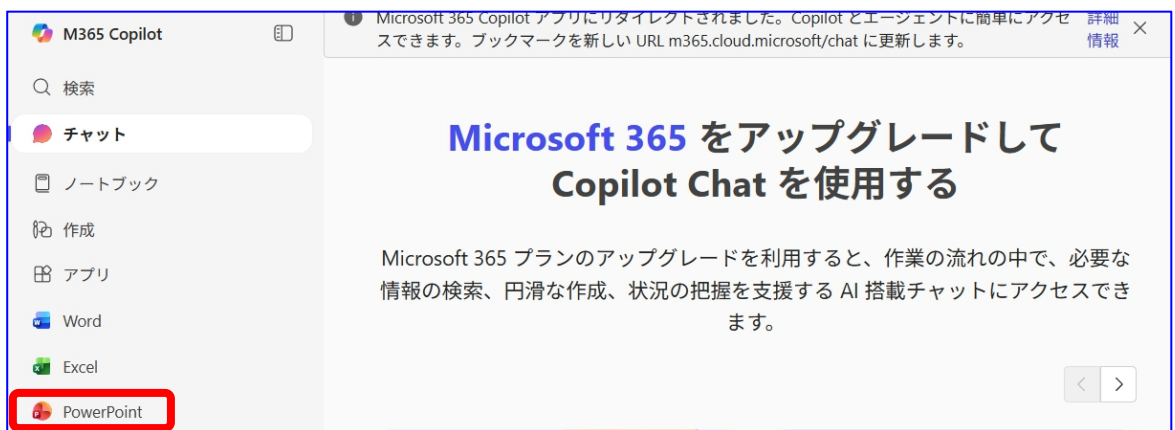 M365 Copilot
検索
チャット
ノートブック
作成
アプリ
Word
Excel
PowerPoint
Microsoft 365 Copilot アプリにリダイレクトされました。Copilot とエージェントに簡単にアクセ
スできます。ブックマークを新しい URL m365.cloud.microsoft/chat に更新します。
詳細
情報
Microsoft 365 をアップグレードして
Copilot Chat を使用する
Microsoft 365 プランのアップグレードを利用すると、作業の流れの中で、必要な
情報の検索、円滑な作成、状況の把握を支援する AI 搭載チャットにアクセスでき
ます。